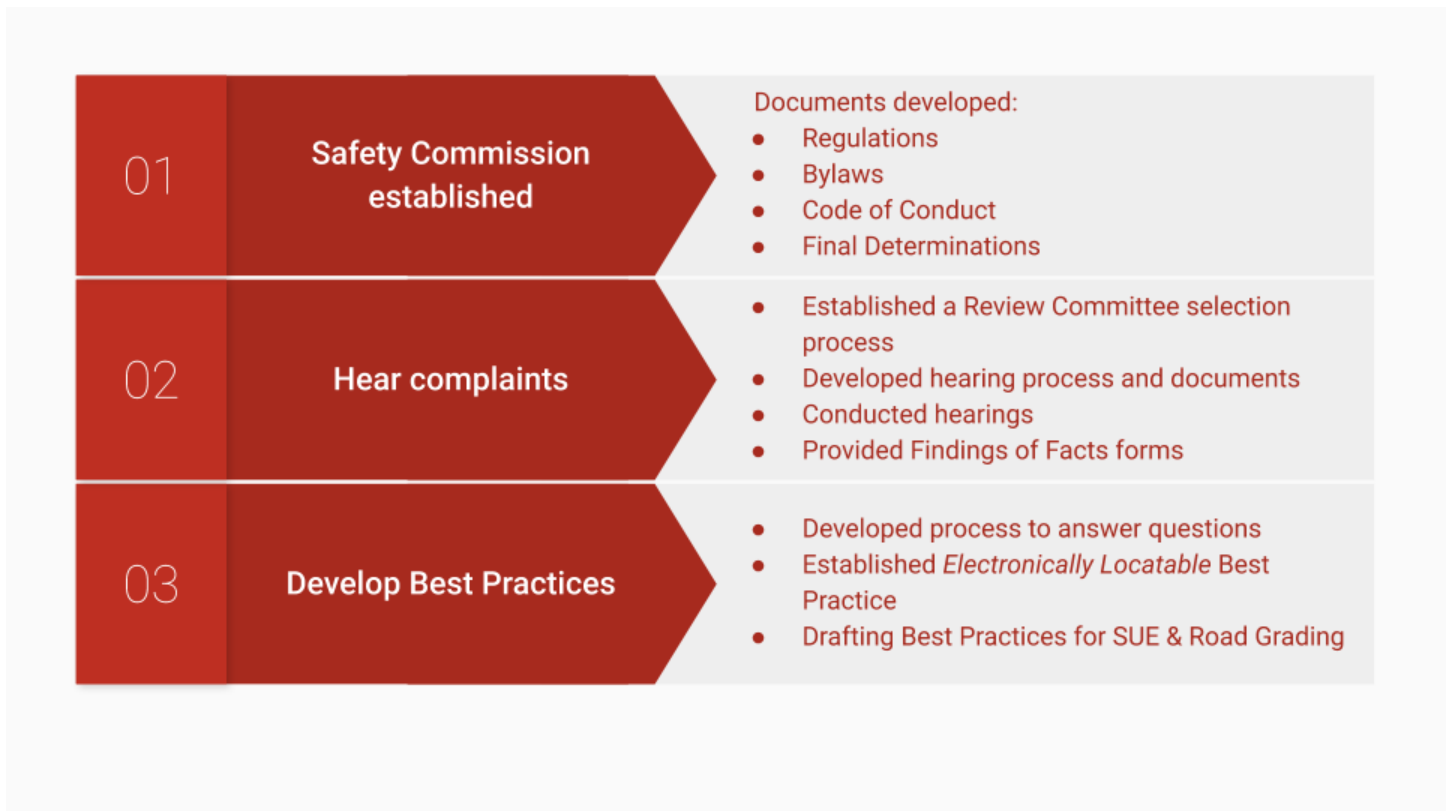 01
Safety Commission
established
Documents developed:
● Regulations
● Bylaws
● Code of Conduct
● Final Determinations
02
Hear complaints
● Established a Review Committee selection
process
● Developed hearing process and documents
● Conducted hearings
● Provided Findings of Facts forms
03
Develop Best Practices
● Developed process to answer questions
● Established Electronically Locatable Best
Practice
● Drafting Best Practices for SUE & Road Grading